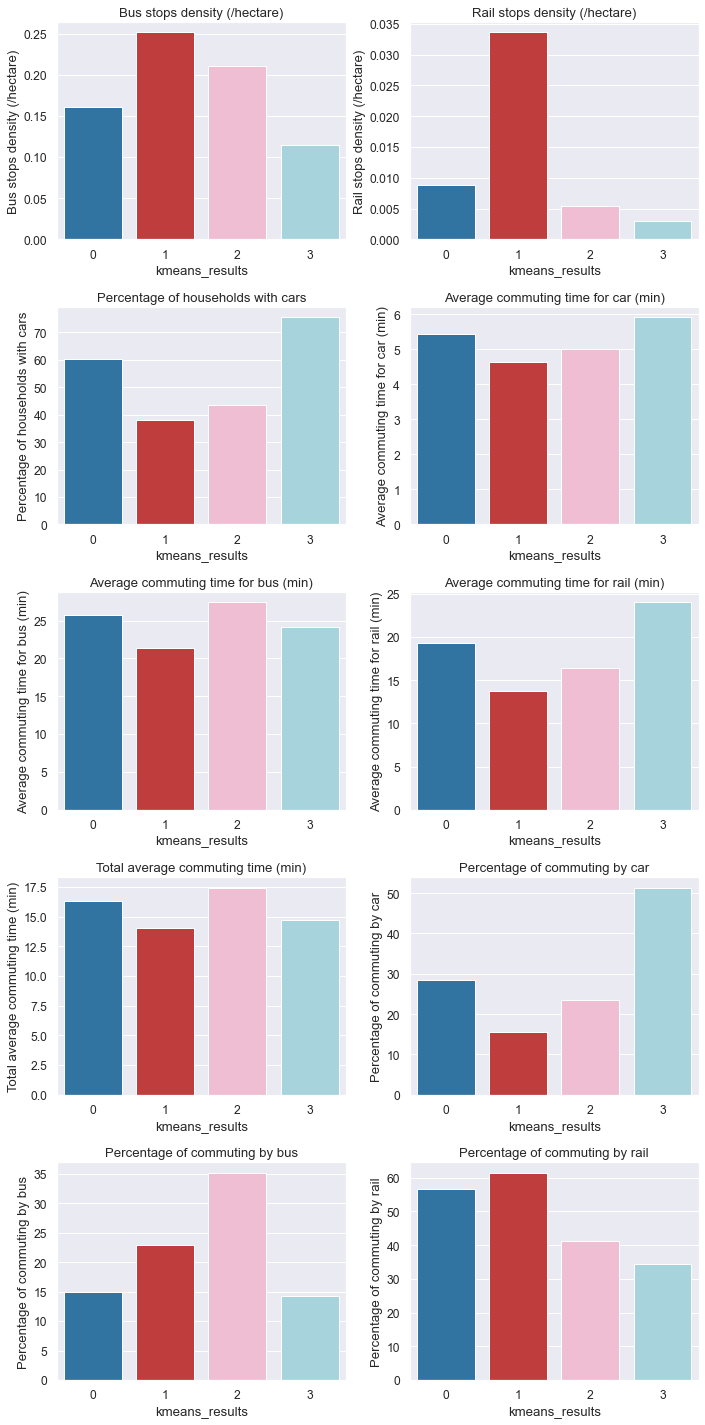 Bus stops density (/hectare)
Bus stops density (/hectare)
0.25
0.20
0.15
0.10
0.05
0.00
0 1 2 3
kmeans_results
Rail stops density (/hectare)
Rail stops density (/hectare)
0.035
0.030
0.025
0.020
0.015
0.010
0.005
0.000
0 1 2 3
kmeans_results
Percentage of households with cars
Percentage of households with cars
70
60
50
40
30
20
10
0
0 1 2 3
kmeans_results
Average commuting time for car (min)
Average commuting time for car (min)
6
5
4
3
2
1
0
0 1 2 3
kmeans_results
Average commuting time for bus (min)
Average commuting time for bus (min)
25
20
15
10
5
0
0 1 2 3
kmeans_results
Average commuting time for rail (min)
Average commuting time for rail (min)
25
20
15
10
5
0
0 1 2 3
kmeans_results
Total average commuting time (min)
Total average commuting time (min)
17.5
15.0
12.5
10.0
7.5
5.0
2.5
0.0
0 1 2 3
kmeans_results
Percentage of commuting by car
Percentage of commuting by car
50
40
30
20
10
0
0 1 2 3
kmeans_results
Percentage of commuting by bus
Percentage of commuting by bus
35
30
25
20
15
10
5
0
0 1 2 3
kmeans_results
Percentage of commuting by rail
Percentage of commuting by rail
60
50
40
30
20
10
0
0 1 2 3
kmeans_results